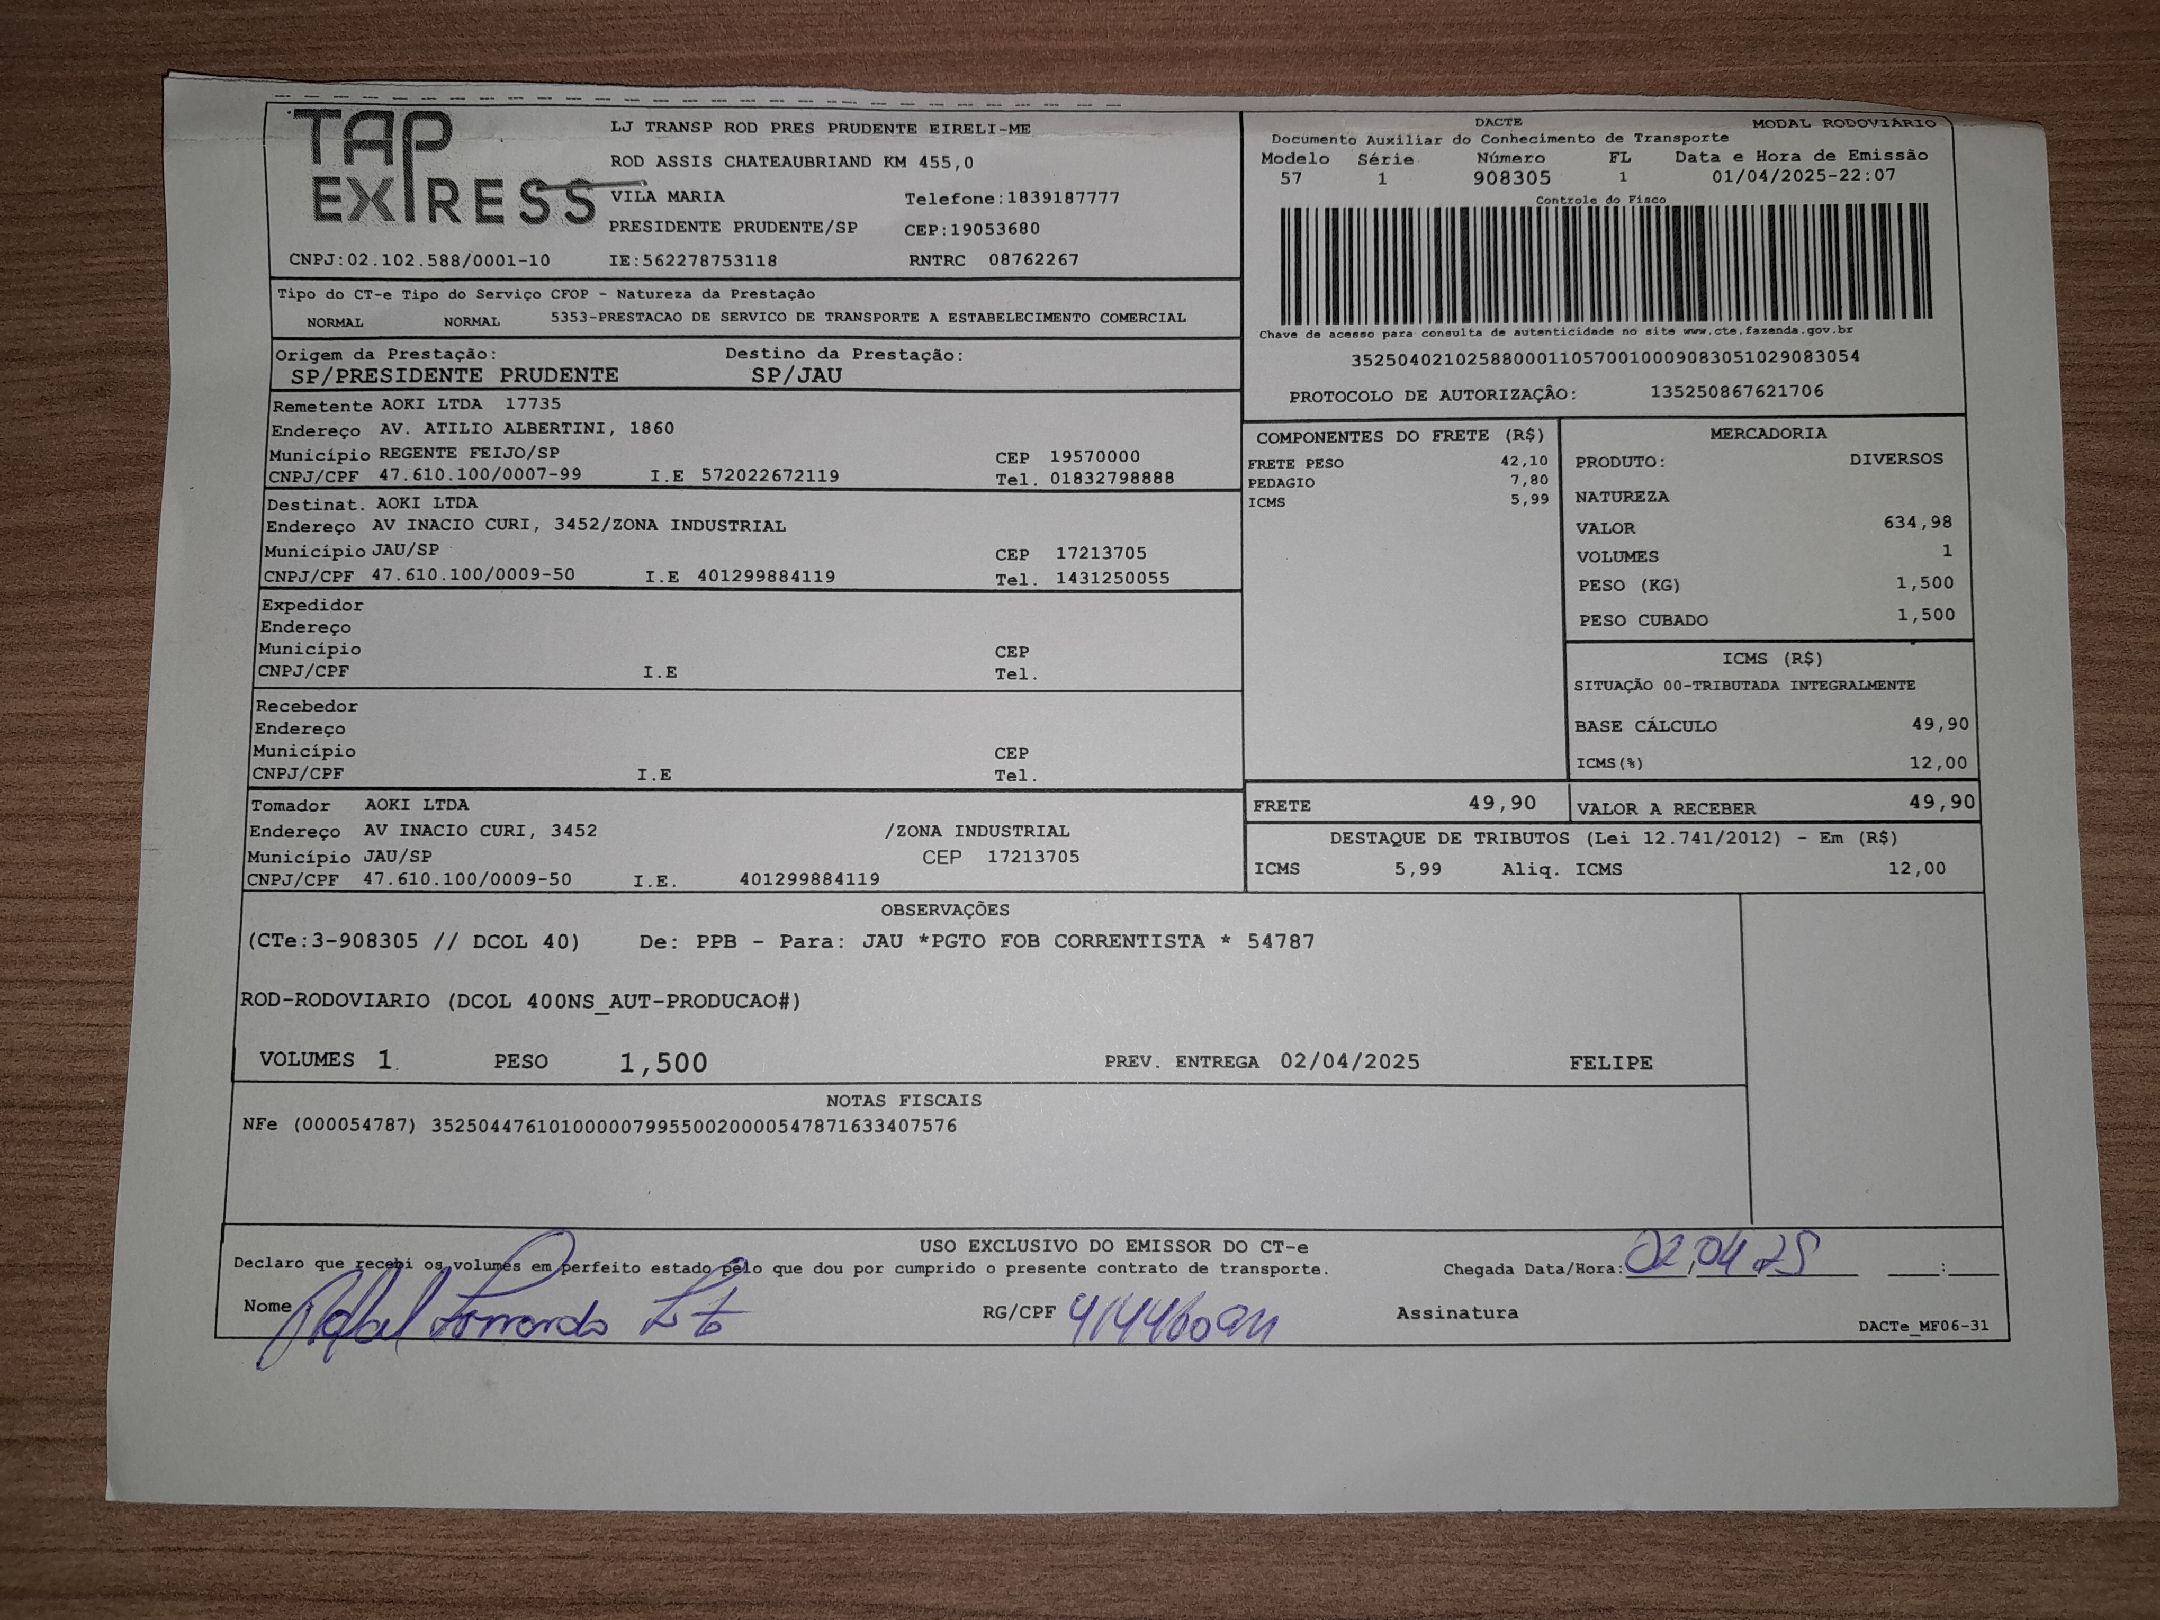 TAP
EXPRESS
LJ TRANSP ROD PRES PRUDENTE EIRELI-ME
ROD ASSIS CHATEAUBRIAND KM 455,0
VILA MARIA Telefone:1839187777
PRESIDENTE PRUDENTE/SP CEP:19053680
CNPJ:02.102.588/0001-10 IE:562278753118 RNTRC 08762267
DACTE MODAL RODOVIÁRIO
Documento Auxiliar do Conhecimento de Transporte
Modelo Série Número FL Data e Hora de Emissão
57 1 908305 1 01/04/2025-22:07
Controle do Fisco
Chave de acesso para consulta de autenticidade no site www.cte.fazenda.gov.br
35250402102588000110570010009083051029083054
PROTOCOLO DE AUTORIZAÇÃO: 135250867621706
Tipo do CT-e Tipo do Serviço CFOP - Natureza da Prestação
NORMAL NORMAL 5353-PRESTACAO DE SERVICO DE TRANSPORTE A ESTABELECIMENTO COMERCIAL
Origem da Prestação: Destino da Prestação:
SP/PRESIDENTE PRUDENTE SP/JAU
Remetente AOKI LTDA 17735
Endereço AV. ATILIO ALBERTINI, 1860
Município REGENTE FEIJO/SP CEP 19570000
CNPJ/CPF 47.610.100/0007-99 I.E 572022672119 Tel. 01832798888
Destinat. AOKI LTDA
Endereço AV INACIO CURI, 3452/ZONA INDUSTRIAL
Município JAU/SP CEP 17213705
CNPJ/CPF 47.610.100/0009-50 I.E 401299884119 Tel. 1431250055
Expedidor
Endereço
Município CEP
CNPJ/CPF I.E Tel.
Recebedor
Endereço
Município CEP
CNPJ/CPF I.E Tel.
Tomador AOKI LTDA
Endereço AV INACIO CURI, 3452 /ZONA INDUSTRIAL
Município JAU/SP CEP 17213705
CNPJ/CPF 47.610.100/0009-50 I.E. 401299884119
COMPONENTES DO FRETE (R$)
FRETE PESO 42,10
PEDAGIO 7,80
ICMS 5,99
MERCADORIA
PRODUTO: DIVERSOS
NATUREZA
VALOR 634,98
VOLUMES 1
PESO (KG) 1,500
PESO CUBADO 1,500
ICMS (R$)
SITUAÇÃO 00-TRIBUTADA INTEGRALMENTE
BASE CÁLCULO 49,90
ICMS(%) 12,00
FRETE 49,90 VALOR A RECEBER 49,90
DESTAQUE DE TRIBUTOS (Lei 12.741/2012) - Em (R$)
ICMS 5,99 Aliq. ICMS 12,00
OBSERVAÇÕES
(CTe:3-908305 // DCOL 40) De: PPB - Para: JAU *PGTO FOB CORRENTISTA * 54787
ROD-RODOVIARIO (DCOL 400NS_AUT-PRODUCAO#)
VOLUMES 1 PESO 1,500 PREV. ENTREGA 02/04/2025 FELIPE
NOTAS FISCAIS
NFe (000054787) 35250447610100000799550020000547871633407576
USO EXCLUSIVO DO EMISSOR DO CT-e
Declaro que recebi os volumes em perfeito estado pelo que dou por cumprido o presente contrato de transporte. Chegada Data/Hora: 02,04 25 :
Nome Rafael Fernando RG/CPF Assinatura
DACTe_MF06-31